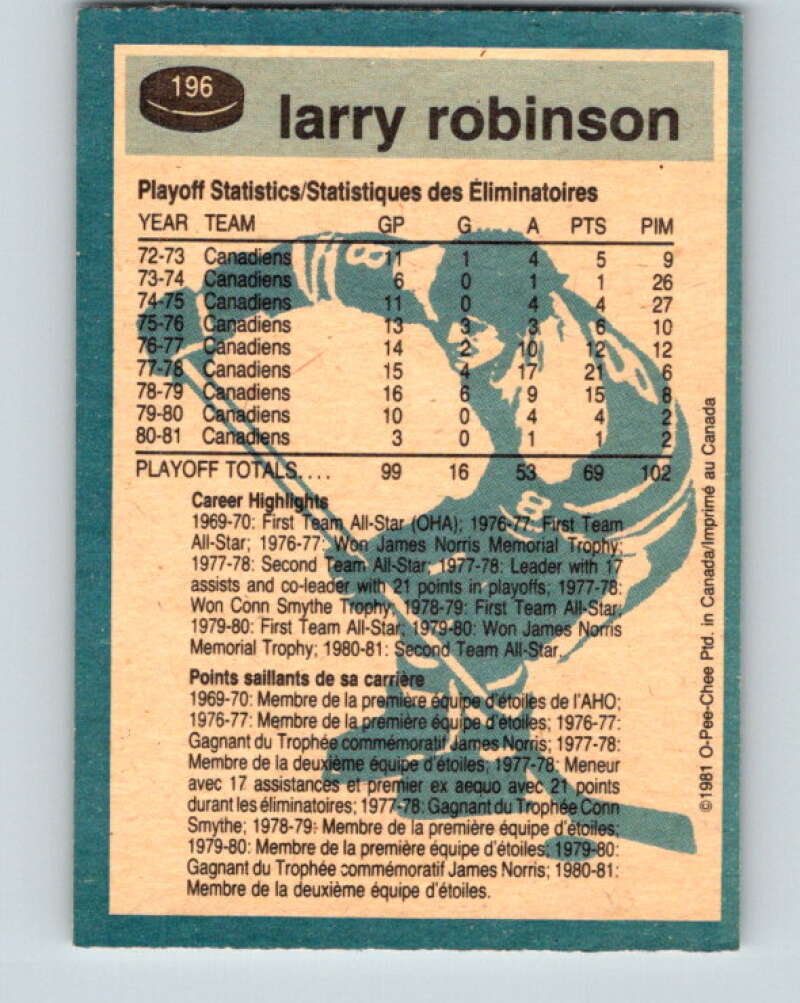 196
larry robinson
Playoff Statistics/Statistiques des Éliminatoires
YEAR TEAM GP G A PTS PIM
72-73 Canadiens 11 1 4 5 9
73-74 Canadiens 6 0 1 1 26
74-75 Canadiens 11 0 4 4 27
75-76 Canadiens 13 3 3 6 10
76-77 Canadiens 14 2 10 12 12
77-78 Canadiens 15 4 17 21 6
78-79 Canadiens 16 6 9 15 8
79-80 Canadiens 10 0 4 4 2
80-81 Canadiens 3 0 1 1 2
PLAYOFF TOTALS.... 99 16 53 69 102
Career Highlights
1969-70: First Team All-Star (OHA); 1976-77: First Team
All-Star; 1976-77: Won James Norris Memorial Trophy;
1977-78: Second Team All-Star; 1977-78: Leader with 17
assists and co-leader with 21 points in playoffs; 1977-78:
Won Conn Smythe Trophy; 1978-79: First Team All-Star;
1979-80: First Team All-Star; 1979-80: Won James Norris
Memorial Trophy; 1980-81: Second Team All-Star.
Points saillants de sa carrière
1969-70: Membre de la première équipe d'étoiles de l'AHO;
1976-77: Membre de la première équipe d'étoiles; 1976-77:
Gagnant du Trophée commémoratif James Norris; 1977-78:
Membre de la deuxième équipe d'étoiles; 1977-78: Meneur
avec 17 assistances et premier ex aequo avec 21 points
durant les éliminatoires; 1977-78: Gagnant du Trophée Conn
Smythe; 1978-79: Membre de la première équipe d'étoiles;
1979-80: Membre de la première équipe d'étoiles; 1979-80:
Gagnant du Trophée commémoratif James Norris; 1980-81:
Membre de la deuxième équipe d'étoiles.
©1981 O-Pee-Chee Ptd. in Canada/Imprimé au Canada
8
8